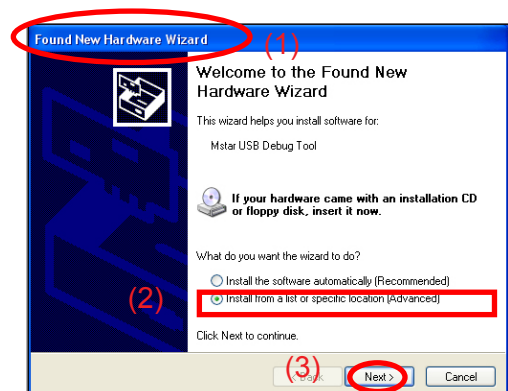 Found New Hardware Wizard
(1)
Welcome to the Found New
Hardware Wizard
This wizard helps you install software for:
Mstar USB Debug Tool
If your hardware came with an installation CD
or floppy disk, insert it now.
What do you want the wizard to do?
Install the software automatically (Recommended)
(2)
Install from a list or specific location (Advanced)
Click Next to continue.
(3)
< Back
Next >
Cancel